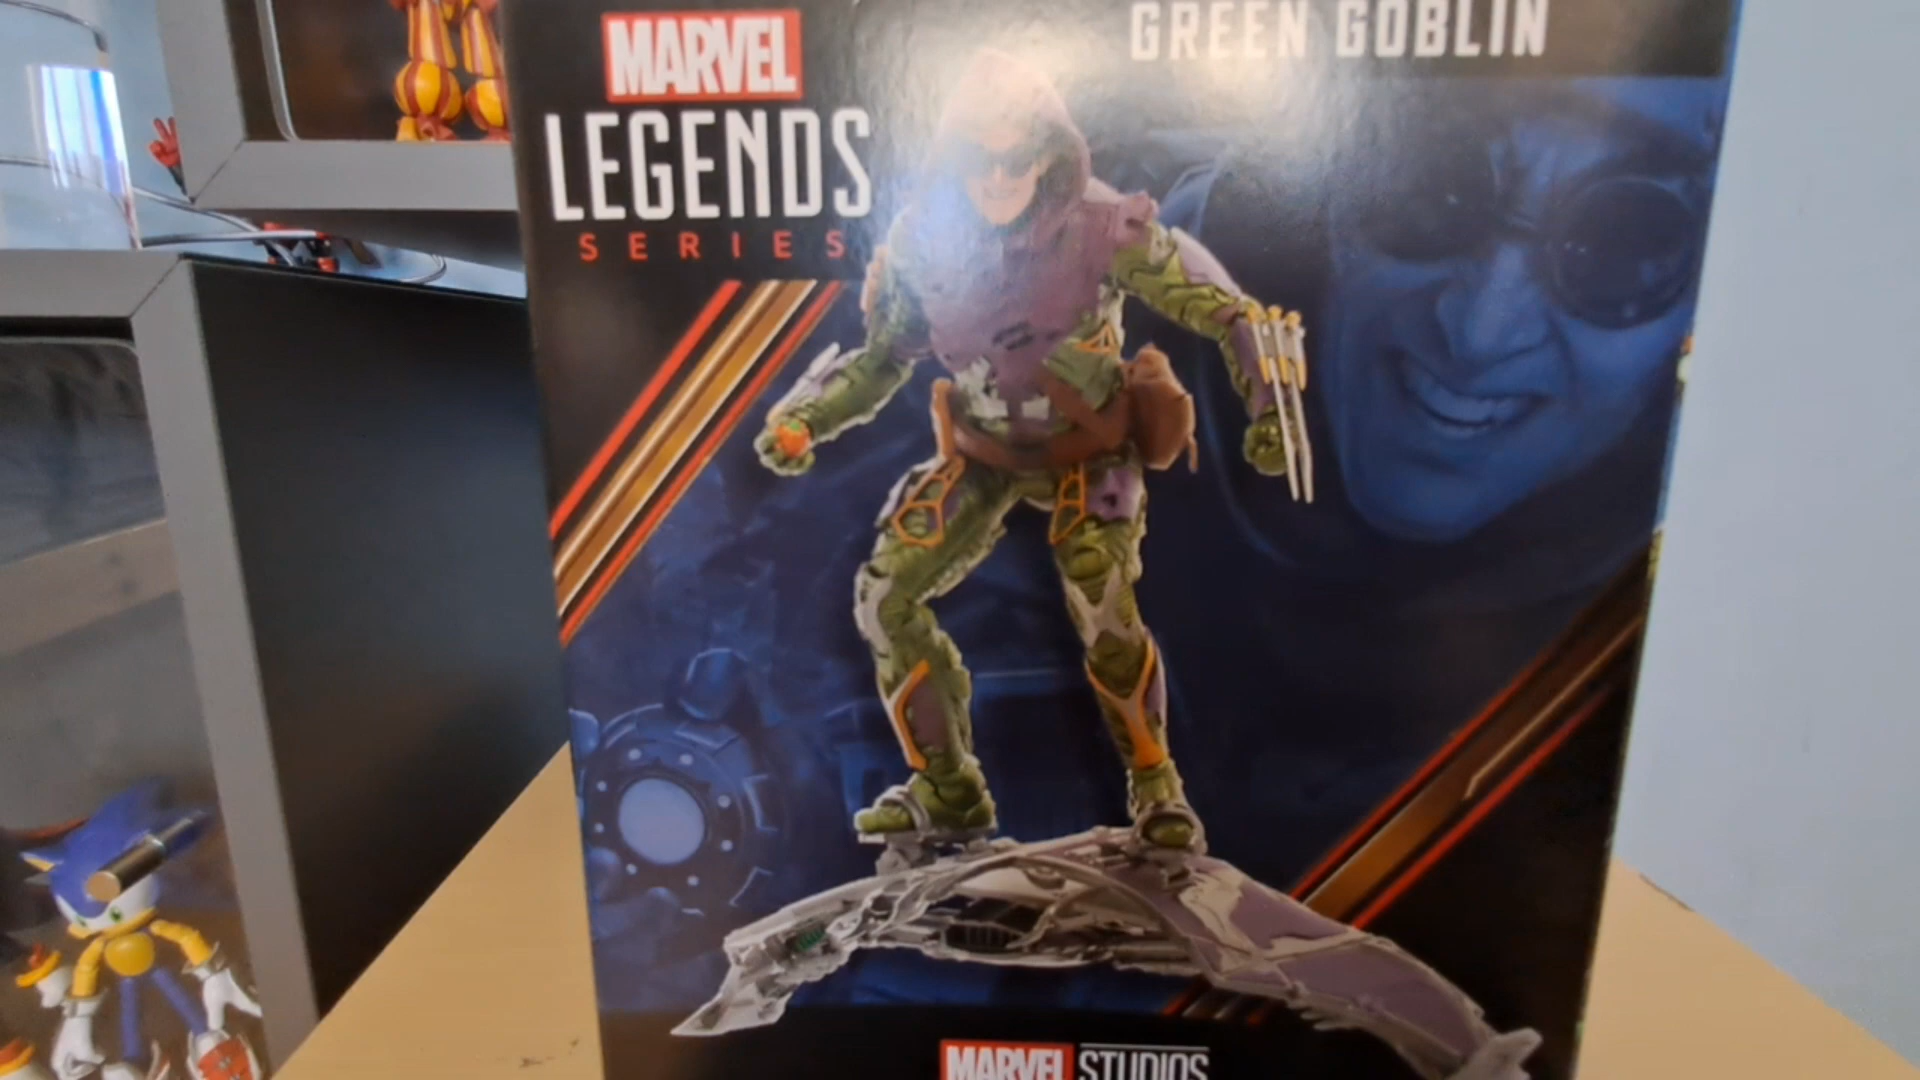 MARVEL
LEGENDS
SERIES
GREEN GOBLIN
MARVEL STUDIOS